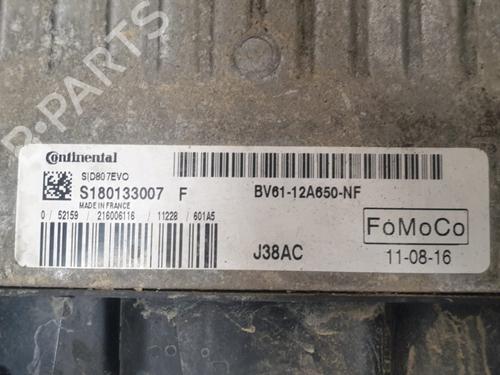 B-PARTS
Continental
SID807EVO
S180133007 F
MADE IN FRANCE
0 / 52159 / 216006116 / 11228 / 601A5
BV61-12A650-NF
FoMoCo
J38AC
11-08-16